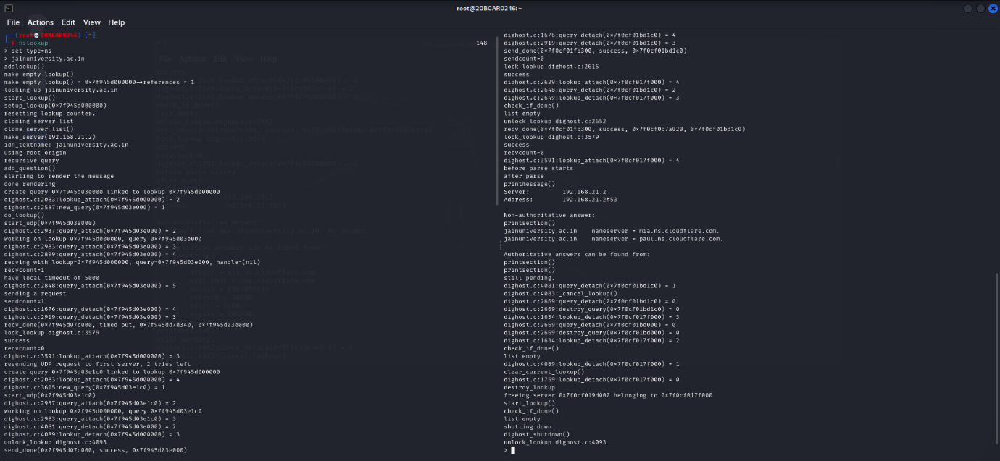 root@20BCAR0246:~
File Actions Edit View Help
┌──(root💀20BCAR0246)-[~]
└─# nslookup
> set type=ns
> jainuniversity.ac.in
addlookup()
make_empty_lookup()
make_empty_lookup() = 0×7f945d000000→references = 1
looking up jainuniversity.ac.in
start_lookup()
setup_lookup(0×7f945d000000)
resetting lookup counter.
cloning server list
clone_server_list()
make_server(192.168.21.2)
idn_textname: jainuniversity.ac.in
using root origin
recursive query
add_question()
starting to render the message
done rendering
create query 0×7f945d03e000 linked to lookup 0×7f945d000000
dighost.c:2083:lookup_attach(0×7f945d000000) = 2
dighost.c:2587:new_query(0×7f945d03e000) = 1
do_lookup()
start_udp(0×7f945d03e000)
dighost.c:2937:query_attach(0×7f945d03e000) = 2
working on lookup 0×7f945d000000, query 0×7f945d03e000
dighost.c:2983:query_attach(0×7f945d03e000) = 3
dighost.c:2899:query_attach(0×7f945d03e000) = 4
recving with lookup=0×7f945d000000, query=0×7f945d03e000, handle=(nil)
recvcount=1
have local timeout of 5000
dighost.c:2848:query_attach(0×7f945d03e000) = 5
sending a request
sendcount=1
dighost.c:1676:query_detach(0×7f945d03e000) = 4
dighost.c:2919:query_detach(0×7f945d03e000) = 3
recv_done(0×7f945d07c000, timed out, 0×7f945dd7d340, 0×7f945d03e000)
lock_lookup dighost.c:3579
success
recvcount=0
dighost.c:3591:lookup_attach(0×7f945d000000) = 3
resending UDP request to first server, 2 tries left
create query 0×7f945d03e1c0 linked to lookup 0×7f945d000000
dighost.c:2083:lookup_attach(0×7f945d000000) = 4
dighost.c:3605:new_query(0×7f945d03e1c0) = 1
start_udp(0×7f945d03e1c0)
dighost.c:2937:query_attach(0×7f945d03e1c0) = 2
working on lookup 0×7f945d000000, query 0×7f945d03e1c0
dighost.c:2983:query_attach(0×7f945d03e1c0) = 3
dighost.c:4081:query_detach(0×7f945d03e000) = 2
dighost.c:4089:lookup_detach(0×7f945d000000) = 3
unlock_lookup dighost.c:4093
send_done(0×7f945d07c000, success, 0×7f945d03e000)
148
dighost.c:1676:query_detach(0×7f0cf01bd1c0) = 4
dighost.c:2919:query_detach(0×7f0cf01bd1c0) = 3
send_done(0×7f0cf01fb300, success, 0×7f0cf01bd1c0)
sendcount=0
lock_lookup dighost.c:2615
success
dighost.c:2629:lookup_attach(0×7f0cf017f000) = 4
dighost.c:2648:query_detach(0×7f0cf01bd1c0) = 2
dighost.c:2649:lookup_detach(0×7f0cf017f000) = 3
check_if_done()
list empty
unlock_lookup dighost.c:2652
recv_done(0×7f0cf01fb300, success, 0×7f0cf0b7a020, 0×7f0cf01bd1c0)
lock_lookup dighost.c:3579
success
recvcount=0
dighost.c:3591:lookup_attach(0×7f0cf017f000) = 4
before parse starts
after parse
printmessage()
Server: 192.168.21.2
Address: 192.168.21.2#53
Non-authoritative answer:
printsection()
jainuniversity.ac.in nameserver = mia.ns.cloudflare.com.
jainuniversity.ac.in nameserver = paul.ns.cloudflare.com.
Authoritative answers can be found from:
printsection()
printsection()
still pending.
dighost.c:4081:query_detach(0×7f0cf01bd1c0) = 1
dighost.c:4083:_cancel_lookup()
dighost.c:2669:query_detach(0×7f0cf01bd1c0) = 0
dighost.c:2669:destroy_query(0×7f0cf01bd1c0) = 0
dighost.c:1634:lookup_detach(0×7f0cf017f000) = 3
dighost.c:2669:query_detach(0×7f0cf01bd000) = 0
dighost.c:2669:destroy_query(0×7f0cf01bd000) = 0
dighost.c:1634:lookup_detach(0×7f0cf017f000) = 2
check_if_done()
list empty
dighost.c:4089:lookup_detach(0×7f0cf017f000) = 1
clear_current_lookup()
dighost.c:1759:lookup_detach(0×7f0cf017f000) = 0
destroy_lookup
freeing server 0×7f0cf019d000 belonging to 0×7f0cf017f000
start_lookup()
check_if_done()
list empty
shutting down
dighost_shutdown()
unlock_lookup dighost.c:4093
>